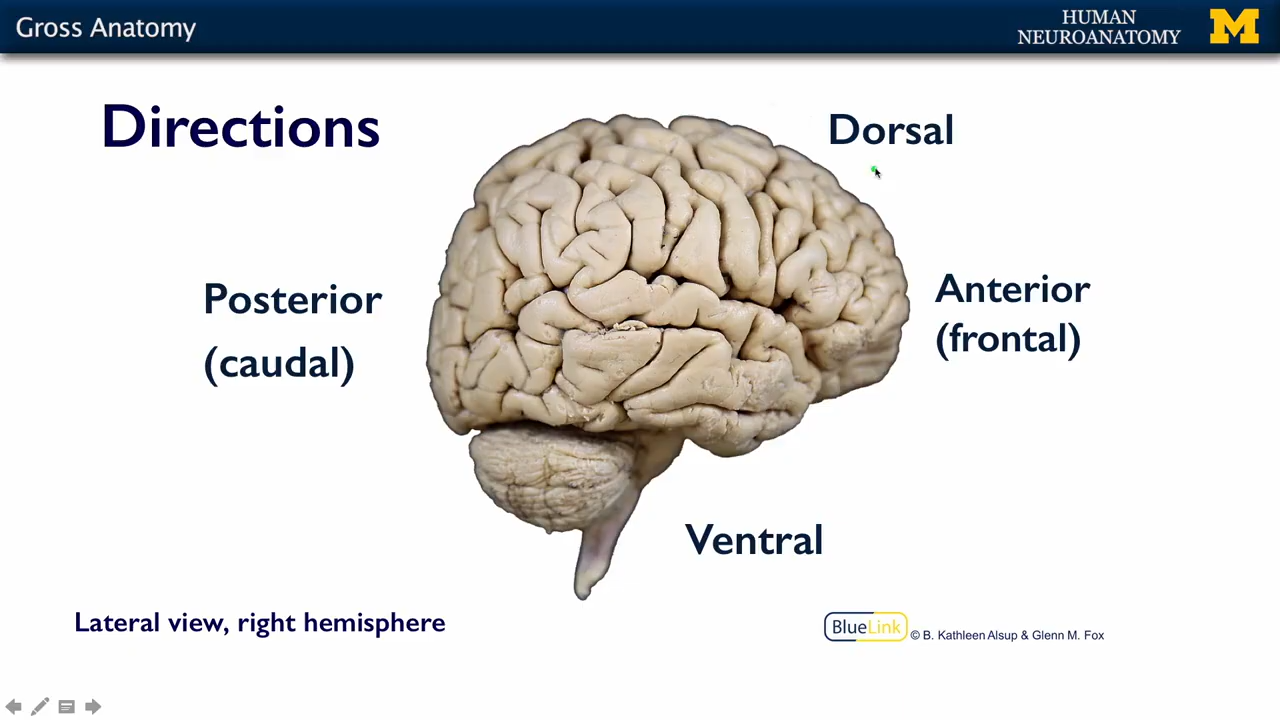 Gross Anatomy
HUMAN
NEUROANATOMY
M
Directions
Dorsal
Posterior
(caudal)
Anterior
(frontal)
Ventral
Lateral view, right hemisphere
BlueLink © B. Kathleen Alsup & Glenn M. Fox